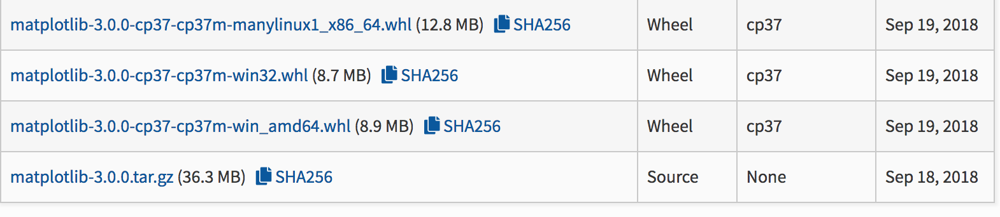 matplotlib-3.0.0-cp37-cp37m-manylinux1_x86_64.whl (12.8 MB) SHA256 Wheel cp37 Sep 19, 2018
matplotlib-3.0.0-cp37-cp37m-win32.whl (8.7 MB) SHA256 Wheel cp37 Sep 19, 2018
matplotlib-3.0.0-cp37-cp37m-win_amd64.whl (8.9 MB) SHA256 Wheel cp37 Sep 19, 2018
matplotlib-3.0.0.tar.gz (36.3 MB) SHA256 Source None Sep 18, 2018